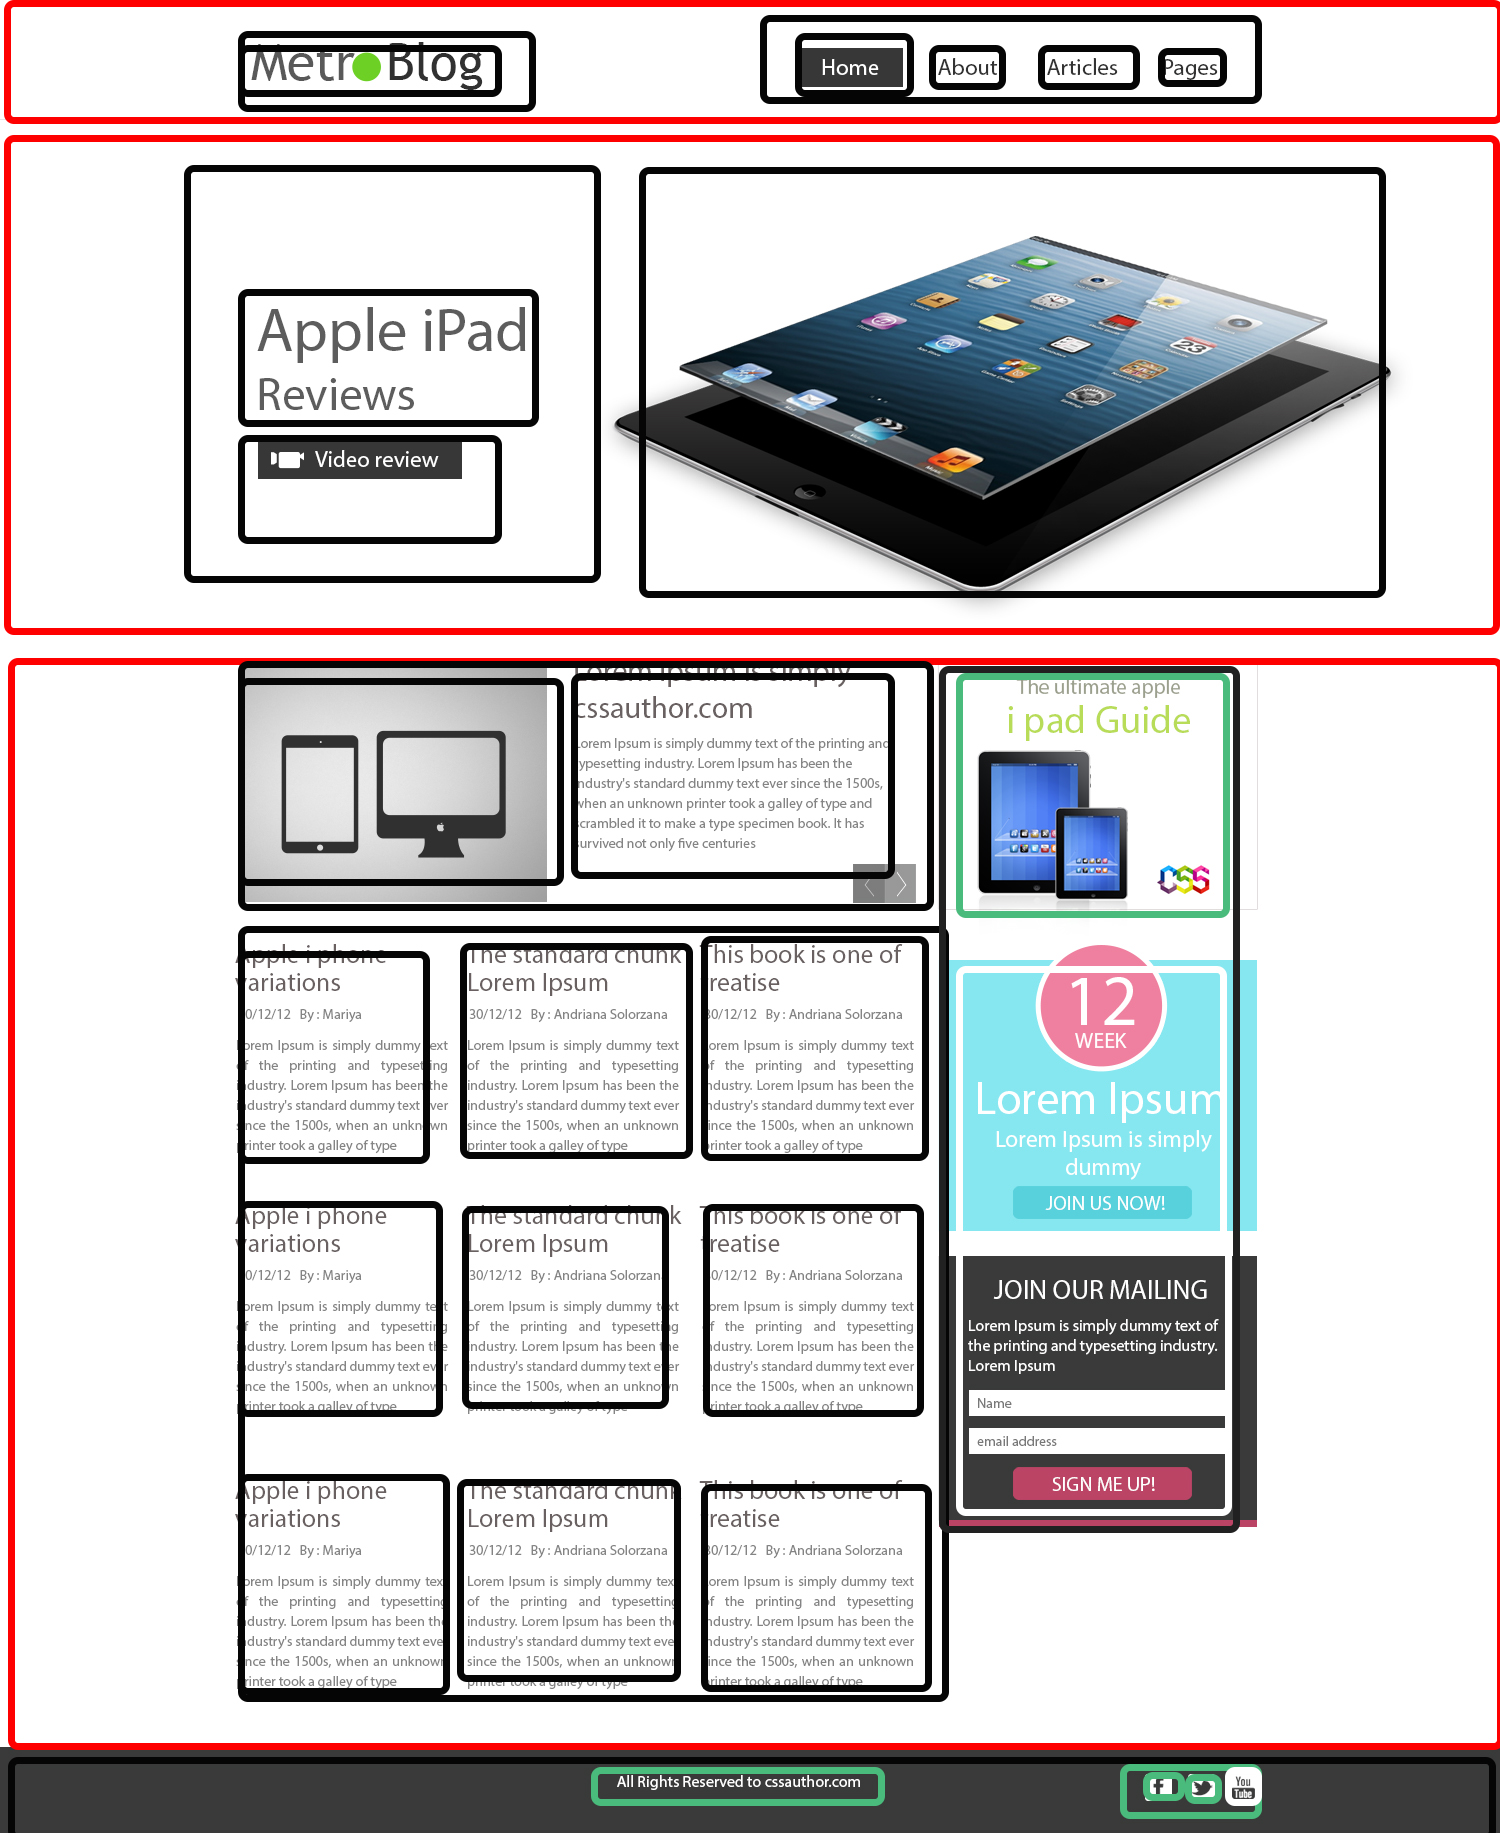 MetroBlog
Home About Articles Pages
Apple iPad
Reviews
Video review
Lorem Ipsum is simply
cssauthor.com
Lorem Ipsum is simply dummy text of the printing and
typesetting industry. Lorem Ipsum has been the
industry's standard dummy text ever since the 1500s,
when an unknown printer took a galley of type and
scrambled it to make a type specimen book. It has
survived not only five centuries
The ultimate apple
i pad Guide
CSS
Apple i phone
variations
30/12/12 By : Mariya
Lorem Ipsum is simply dummy text
of the printing and typesetting
industry. Lorem Ipsum has been the
industry's standard dummy text ever
since the 1500s, when an unknown
printer took a galley of type
The standard chunk
Lorem Ipsum
30/12/12 By : Andriana Solorzana
Lorem Ipsum is simply dummy text
of the printing and typesetting
industry. Lorem Ipsum has been the
industry's standard dummy text ever
since the 1500s, when an unknown
printer took a galley of type
This book is one of
treatise
30/12/12 By : Andriana Solorzana
Lorem Ipsum is simply dummy text
of the printing and typesetting
industry. Lorem Ipsum has been the
industry's standard dummy text ever
since the 1500s, when an unknown
printer took a galley of type
Apple i phone
variations
30/12/12 By : Mariya
Lorem Ipsum is simply dummy text
of the printing and typesetting
industry. Lorem Ipsum has been the
industry's standard dummy text ever
since the 1500s, when an unknown
printer took a galley of type
The standard chunk
Lorem Ipsum
30/12/12 By : Andriana Solorzana
Lorem Ipsum is simply dummy text
of the printing and typesetting
industry. Lorem Ipsum has been the
industry's standard dummy text ever
since the 1500s, when an unknown
printer took a galley of type
This book is one of
treatise
30/12/12 By : Andriana Solorzana
Lorem Ipsum is simply dummy text
of the printing and typesetting
industry. Lorem Ipsum has been the
industry's standard dummy text ever
since the 1500s, when an unknown
printer took a galley of type
Apple i phone
variations
30/12/12 By : Mariya
Lorem Ipsum is simply dummy text
of the printing and typesetting
industry. Lorem Ipsum has been the
industry's standard dummy text ever
since the 1500s, when an unknown
printer took a galley of type
The standard chunk
Lorem Ipsum
30/12/12 By : Andriana Solorzana
Lorem Ipsum is simply dummy text
of the printing and typesetting
industry. Lorem Ipsum has been the
industry's standard dummy text ever
since the 1500s, when an unknown
printer took a galley of type
This book is one of
treatise
30/12/12 By : Andriana Solorzana
Lorem Ipsum is simply dummy text
of the printing and typesetting
industry. Lorem Ipsum has been the
industry's standard dummy text ever
since the 1500s, when an unknown
printer took a galley of type
12
WEEK
Lorem Ipsum
Lorem Ipsum is simply
dummy
JOIN US NOW!
JOIN OUR MAILING
Lorem Ipsum is simply dummy text of
the printing and typesetting industry.
Lorem Ipsum
Name
email address
SIGN ME UP!
All Rights Reserved to cssauthor.com
You
Tube